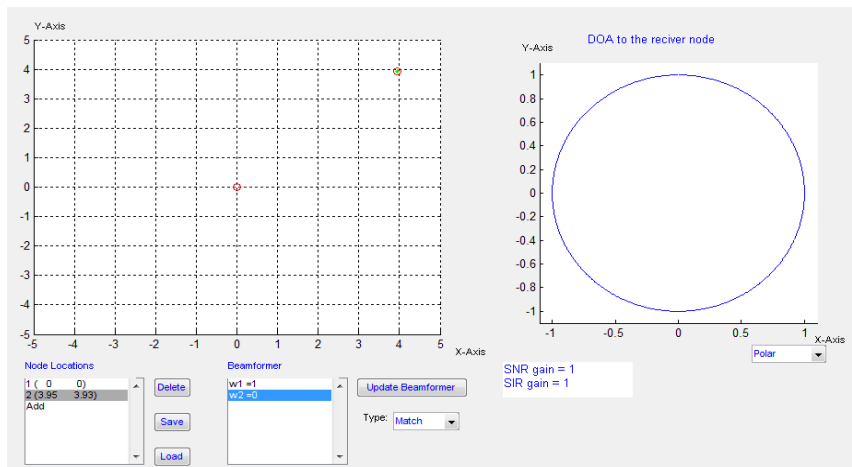 Y-Axis
5
4
3
2
1
0
-1
-2
-3
-4
-5
-5 -4 -3 -2 -1 0 1 2 3 4 5
X-Axis
DOA to the reciver node
Y-Axis
1
0.8
0.6
0.4
0.2
0
-0.2
-0.4
-0.6
-0.8
-1
-1 -0.5 0 0.5 1
X-Axis
Polar
Node Locations
1 ( 0 0)
2 (3.95 3.93)
Add
Delete
Save
Load
Beamformer
w1 =1
w2 =0
Update Beamformer
Type: Match
SNR gain = 1
SIR gain = 1